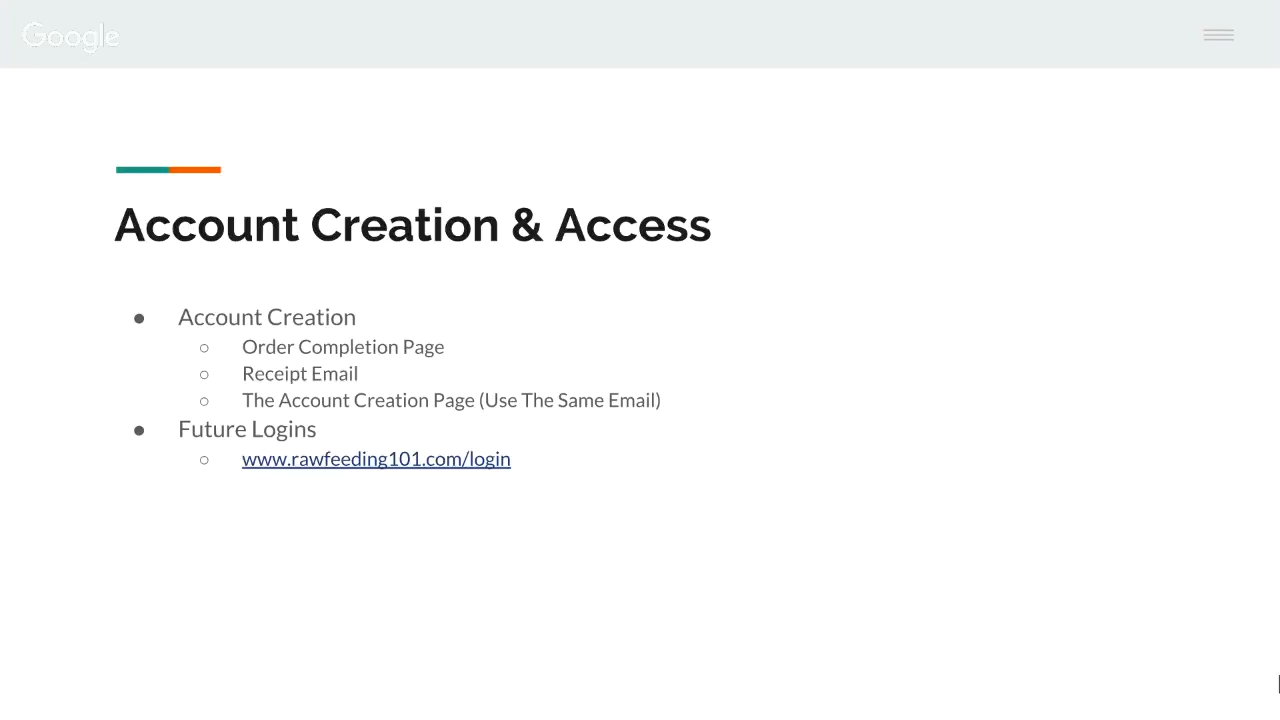 Google
Account Creation & Access
● Account Creation
○ Order Completion Page
○ Receipt Email
○ The Account Creation Page (Use The Same Email)
● Future Logins
○ www.rawfeeding101.com/login